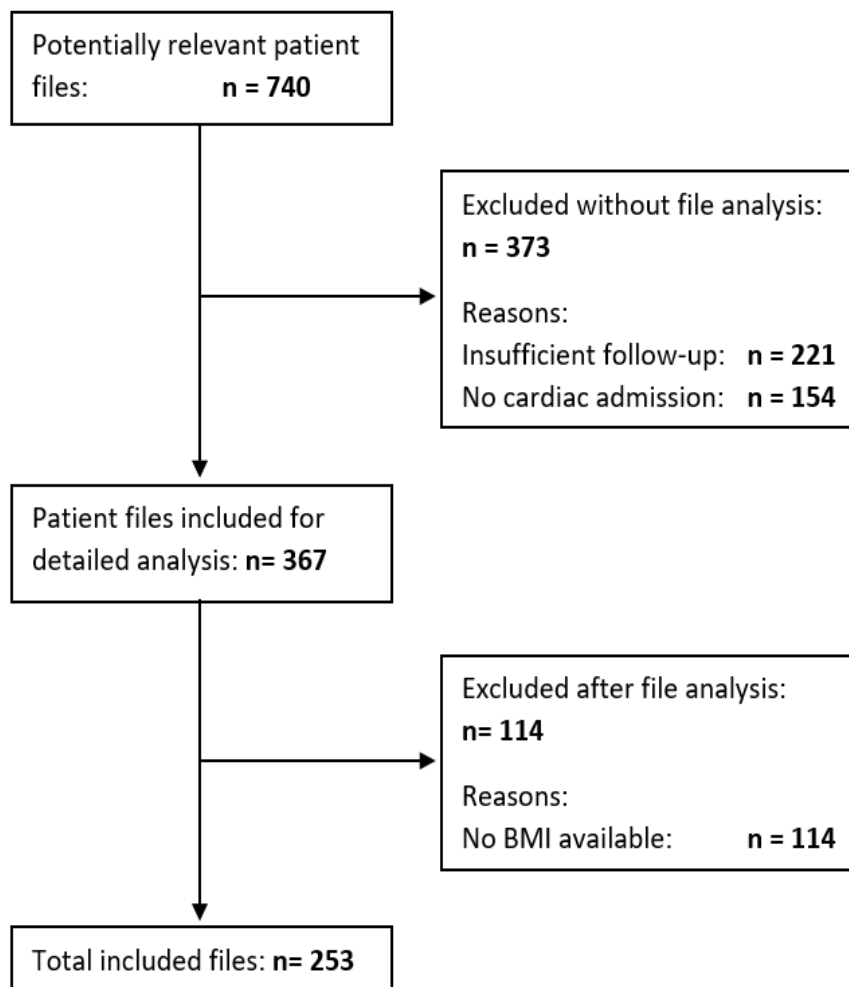 Potentially relevant patient
files: n = 740
Excluded without file analysis:
n = 373
Reasons:
Insufficient follow-up: n = 221
No cardiac admission: n = 154
Patient files included for
detailed analysis: n= 367
Excluded after file analysis:
n= 114
Reasons:
No BMI available: n = 114
Total included files: n= 253